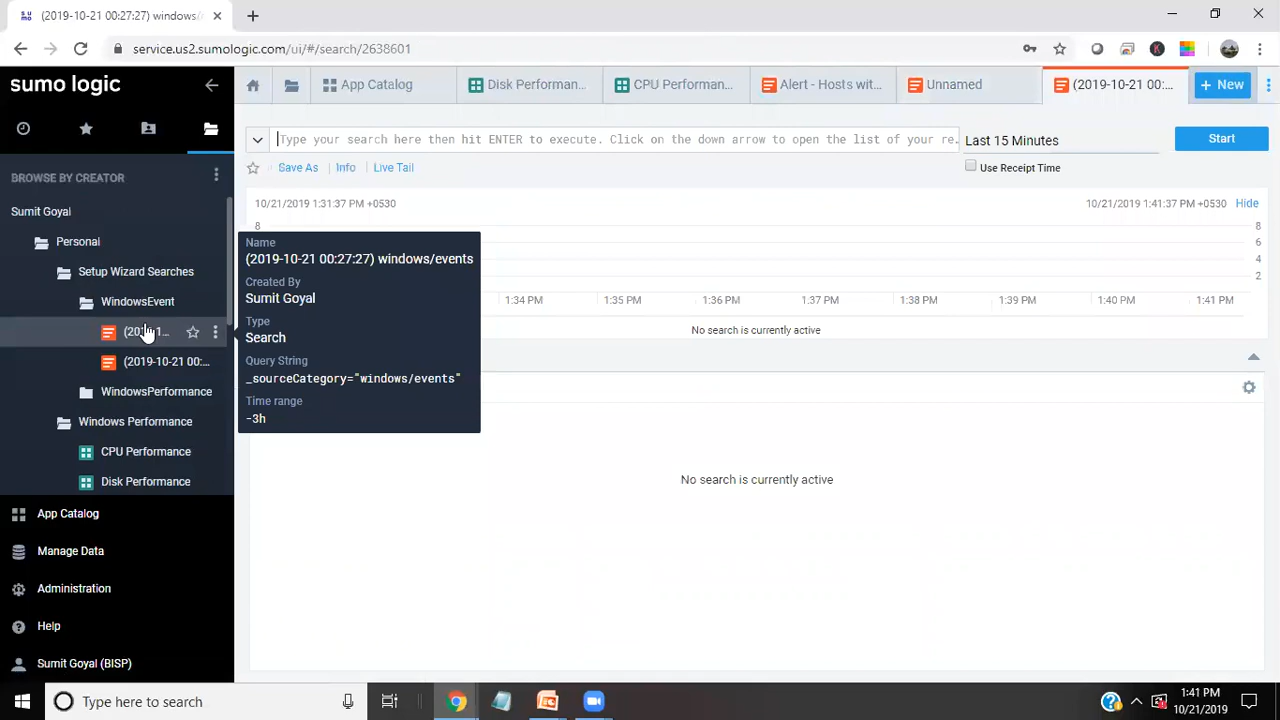 (2019-10-21 00:27:27) windows/
service.us2.sumologic.com/ui/#/search/2638601
sumo logic
App Catalog
Disk Performan...
CPU Performan...
Alert - Hosts wit...
Unnamed
(2019-10-21 00:...
+ New
Type your search here then hit ENTER to execute. Click on the down arrow to open the list of your re.
Last 15 Minutes
Start
Save As
Info
Live Tail
Use Receipt Time
BROWSE BY CREATOR
Sumit Goyal
Personal
Setup Wizard Searches
WindowsEvent
(2019-1...
(2019-10-21 00:...
WindowsPerformance
Windows Performance
CPU Performance
Disk Performance
App Catalog
Manage Data
Administration
Help
Sumit Goyal (BISP)
10/21/2019 1:31:37 PM +0530
10/21/2019 1:41:37 PM +0530
Hide
8
8
6
4
2
1:34 PM
1:35 PM
1:36 PM
1:37 PM
1:38 PM
1:39 PM
1:40 PM
1:41 PM
No search is currently active
Name
(2019-10-21 00:27:27) windows/events
Created By
Sumit Goyal
Type
Search
Query String
_sourceCategory="windows/events"
Time range
-3h
No search is currently active
Type here to search
1:41 PM
10/21/2019